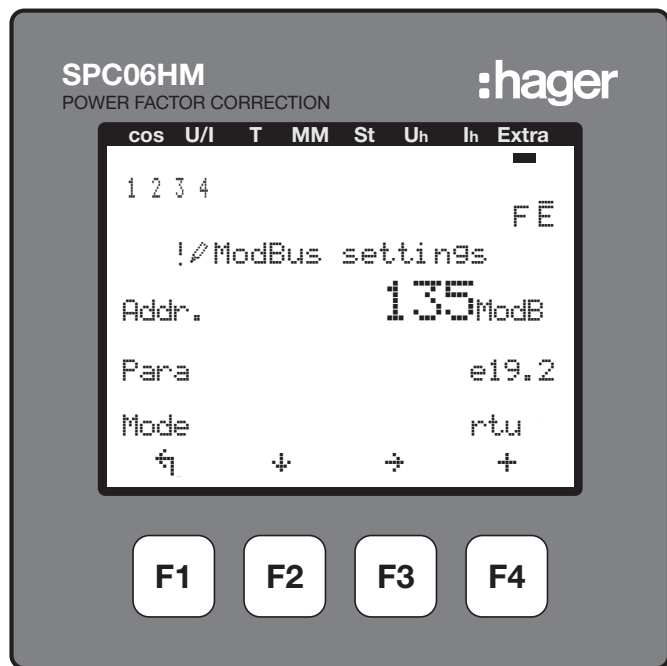 SPC06HM
:hager
POWER FACTOR CORRECTION
cos U/I T MM St Uh Ih Extra
1 2 3 4
FE
! ModBus settings
Addr. 135 ModB
Para e19.2
Mode rtu
F1 F2 F3 F4